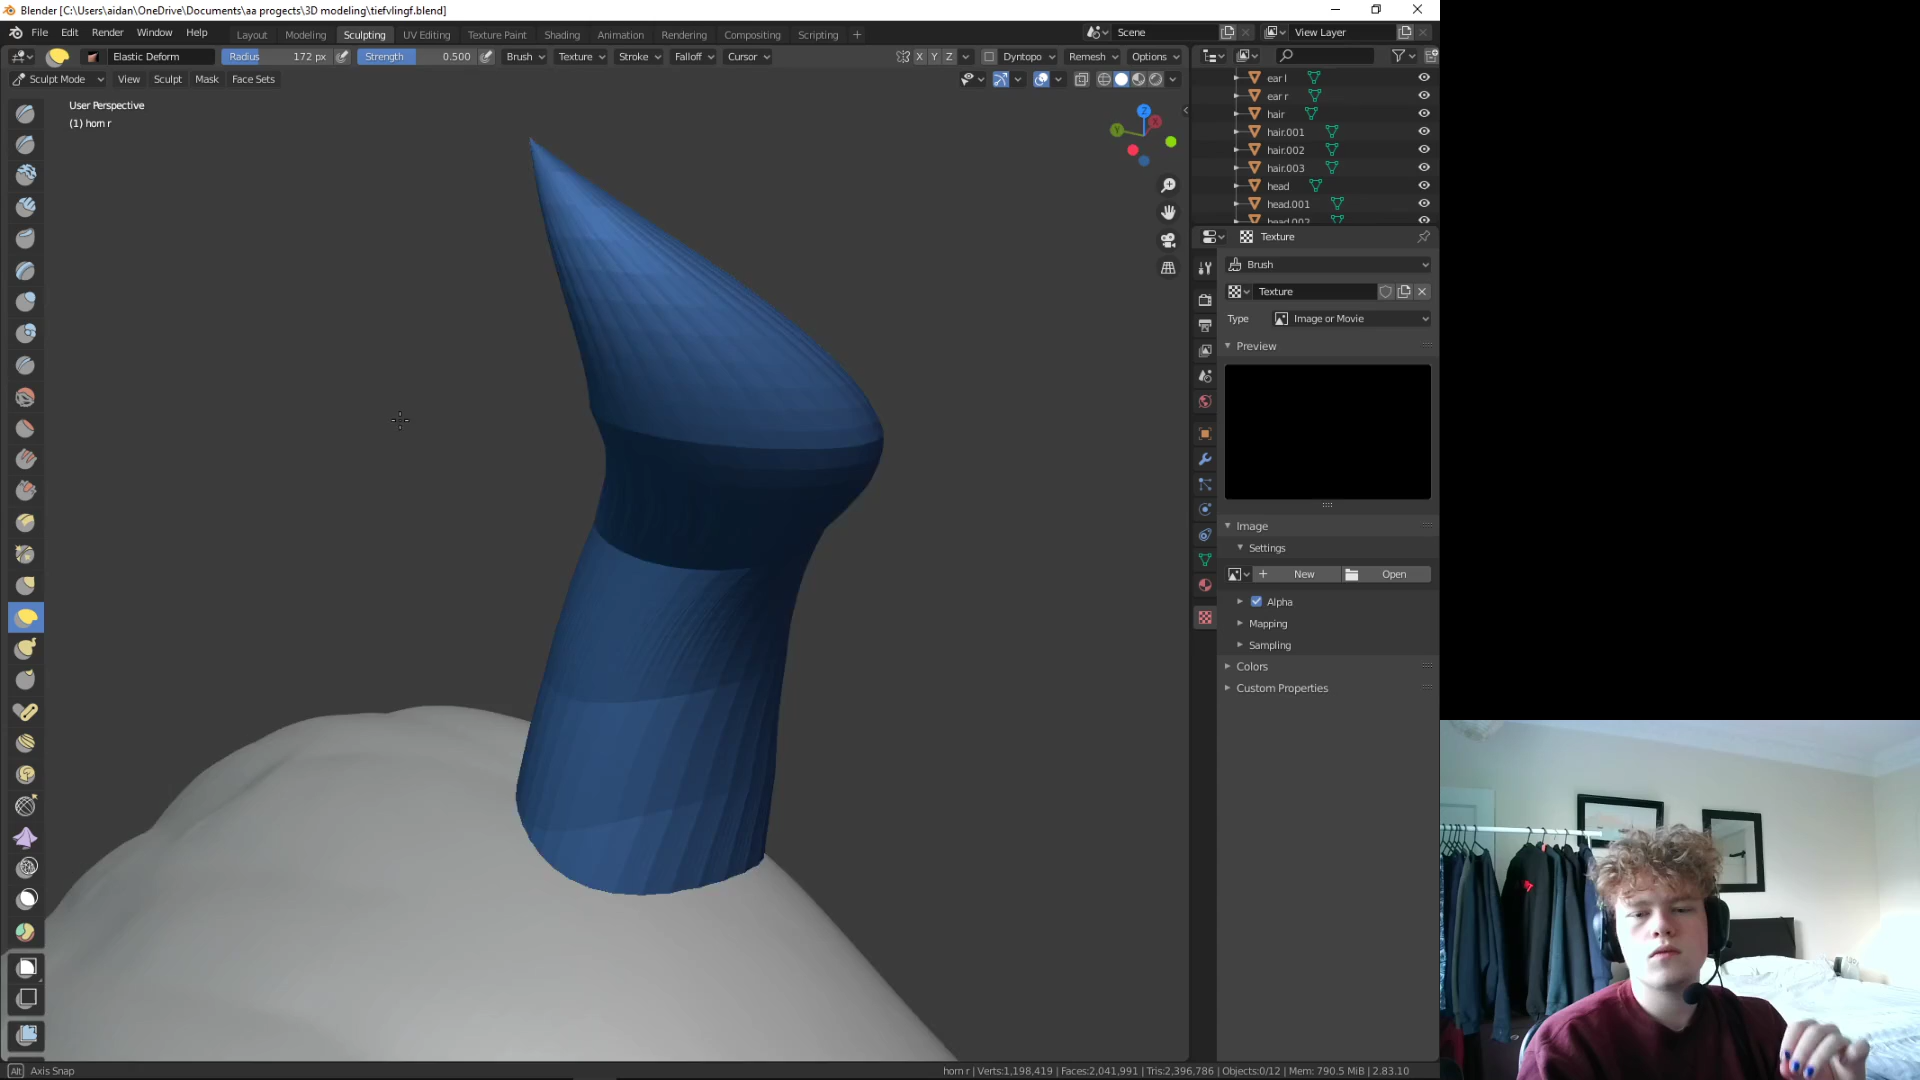 Blender [C:\Users\aidan\OneDrive\Documents\aa progects\3D modeling\tiefvlingf.blend]
File Edit Render Window Help Layout Modeling Sculpting UV Editing Texture Paint Shading Animation Rendering Compositing Scripting + Scene View Layer
Elastic Deform Radius 172 px Strength 0.500 Brush Texture Stroke Falloff Cursor X Y Z Dyntopo Remesh Options
Sculpt Mode View Sculpt Mask Face Sets
User Perspective
(1) horn r
Z
X
Y
ear l
ear r
hair
hair.001
hair.002
hair.003
head
head.001
head.002
Texture
Brush
Texture
Type Image or Movie
Preview
Image
Settings
+ New Open
Alpha
Mapping
Sampling
Colors
Custom Properties
Alt Axis Snap
horn r | Verts:1,198,419 | Faces:2,041,991 | Tris:2,396,786 | Objects:0/12 | Mem: 790.5 MiB | 2.83.10